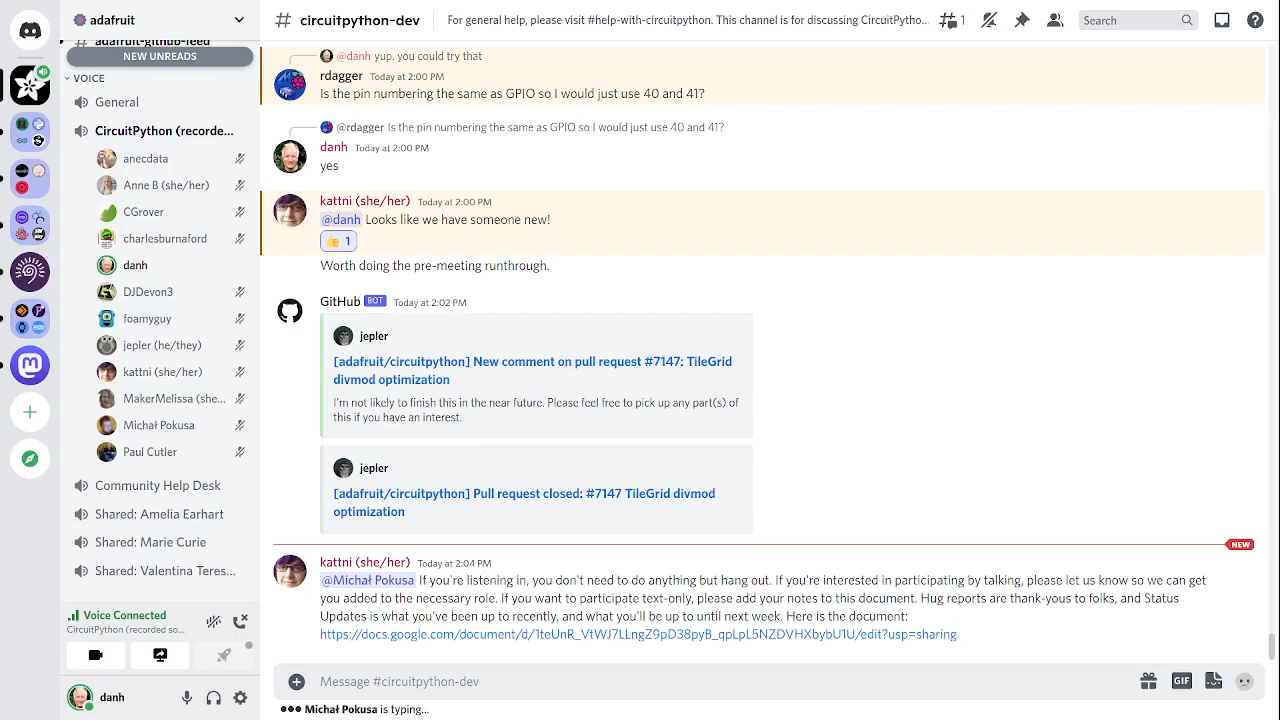 adafruit
adafruit-github-feed
NEW UNREADS
VOICE
General
CircuitPython (recorde...
anecdata
Anne B (she/her)
CGrover
charlesburnaford
danh
DJDevon3
foamyguy
jepler (he/they)
kattni (she/her)
MakerMelissa (she...
Michał Pokusa
Paul Cutler
Community Help Desk
Shared: Amelia Earhart
Shared: Marie Curie
Shared: Valentina Teres...
Voice Connected
CircuitPython (recorded so...
danh
# circuitpython-dev
For general help, please visit #help-with-circuitpython. This channel is for discussing CircuitPytho...
1
Search
@danh yup, you could try that
rdagger Today at 2:00 PM
Is the pin numbering the same as GPIO so I would just use 40 and 41?
@rdagger Is the pin numbering the same as GPIO so I would just use 40 and 41?
danh Today at 2:00 PM
yes
kattni (she/her) Today at 2:00 PM
@danh Looks like we have someone new!
👍 1
Worth doing the pre-meeting runthrough.
GitHub BOT Today at 2:02 PM
jepler
[adafruit/circuitpython] New comment on pull request #7147: TileGrid
divmod optimization
I'm not likely to finish this in the near future. Please feel free to pick up any part(s) of
this if you have an interest.
jepler
[adafruit/circuitpython] Pull request closed: #7147 TileGrid divmod
optimization
NEW
kattni (she/her) Today at 2:04 PM
@Michał Pokusa If you're listening in, you don't need to do anything but hang out. If you're interested in participating by talking, please let us know so we can get
you added to the necessary role. If you want to participate text-only, please add your notes to this document. Hug reports are thank-yous to folks, and Status
Updates is what you've been up to recently, and what you'll be up to until next week. Here is the document:
https://docs.google.com/document/d/1teUnR_VtWJ7LLngZ9pD38pyB_qpLpL5NZDVHXbybU1U/edit?usp=sharing
Message #circuitpython-dev
GIF
Michał Pokusa is typing...